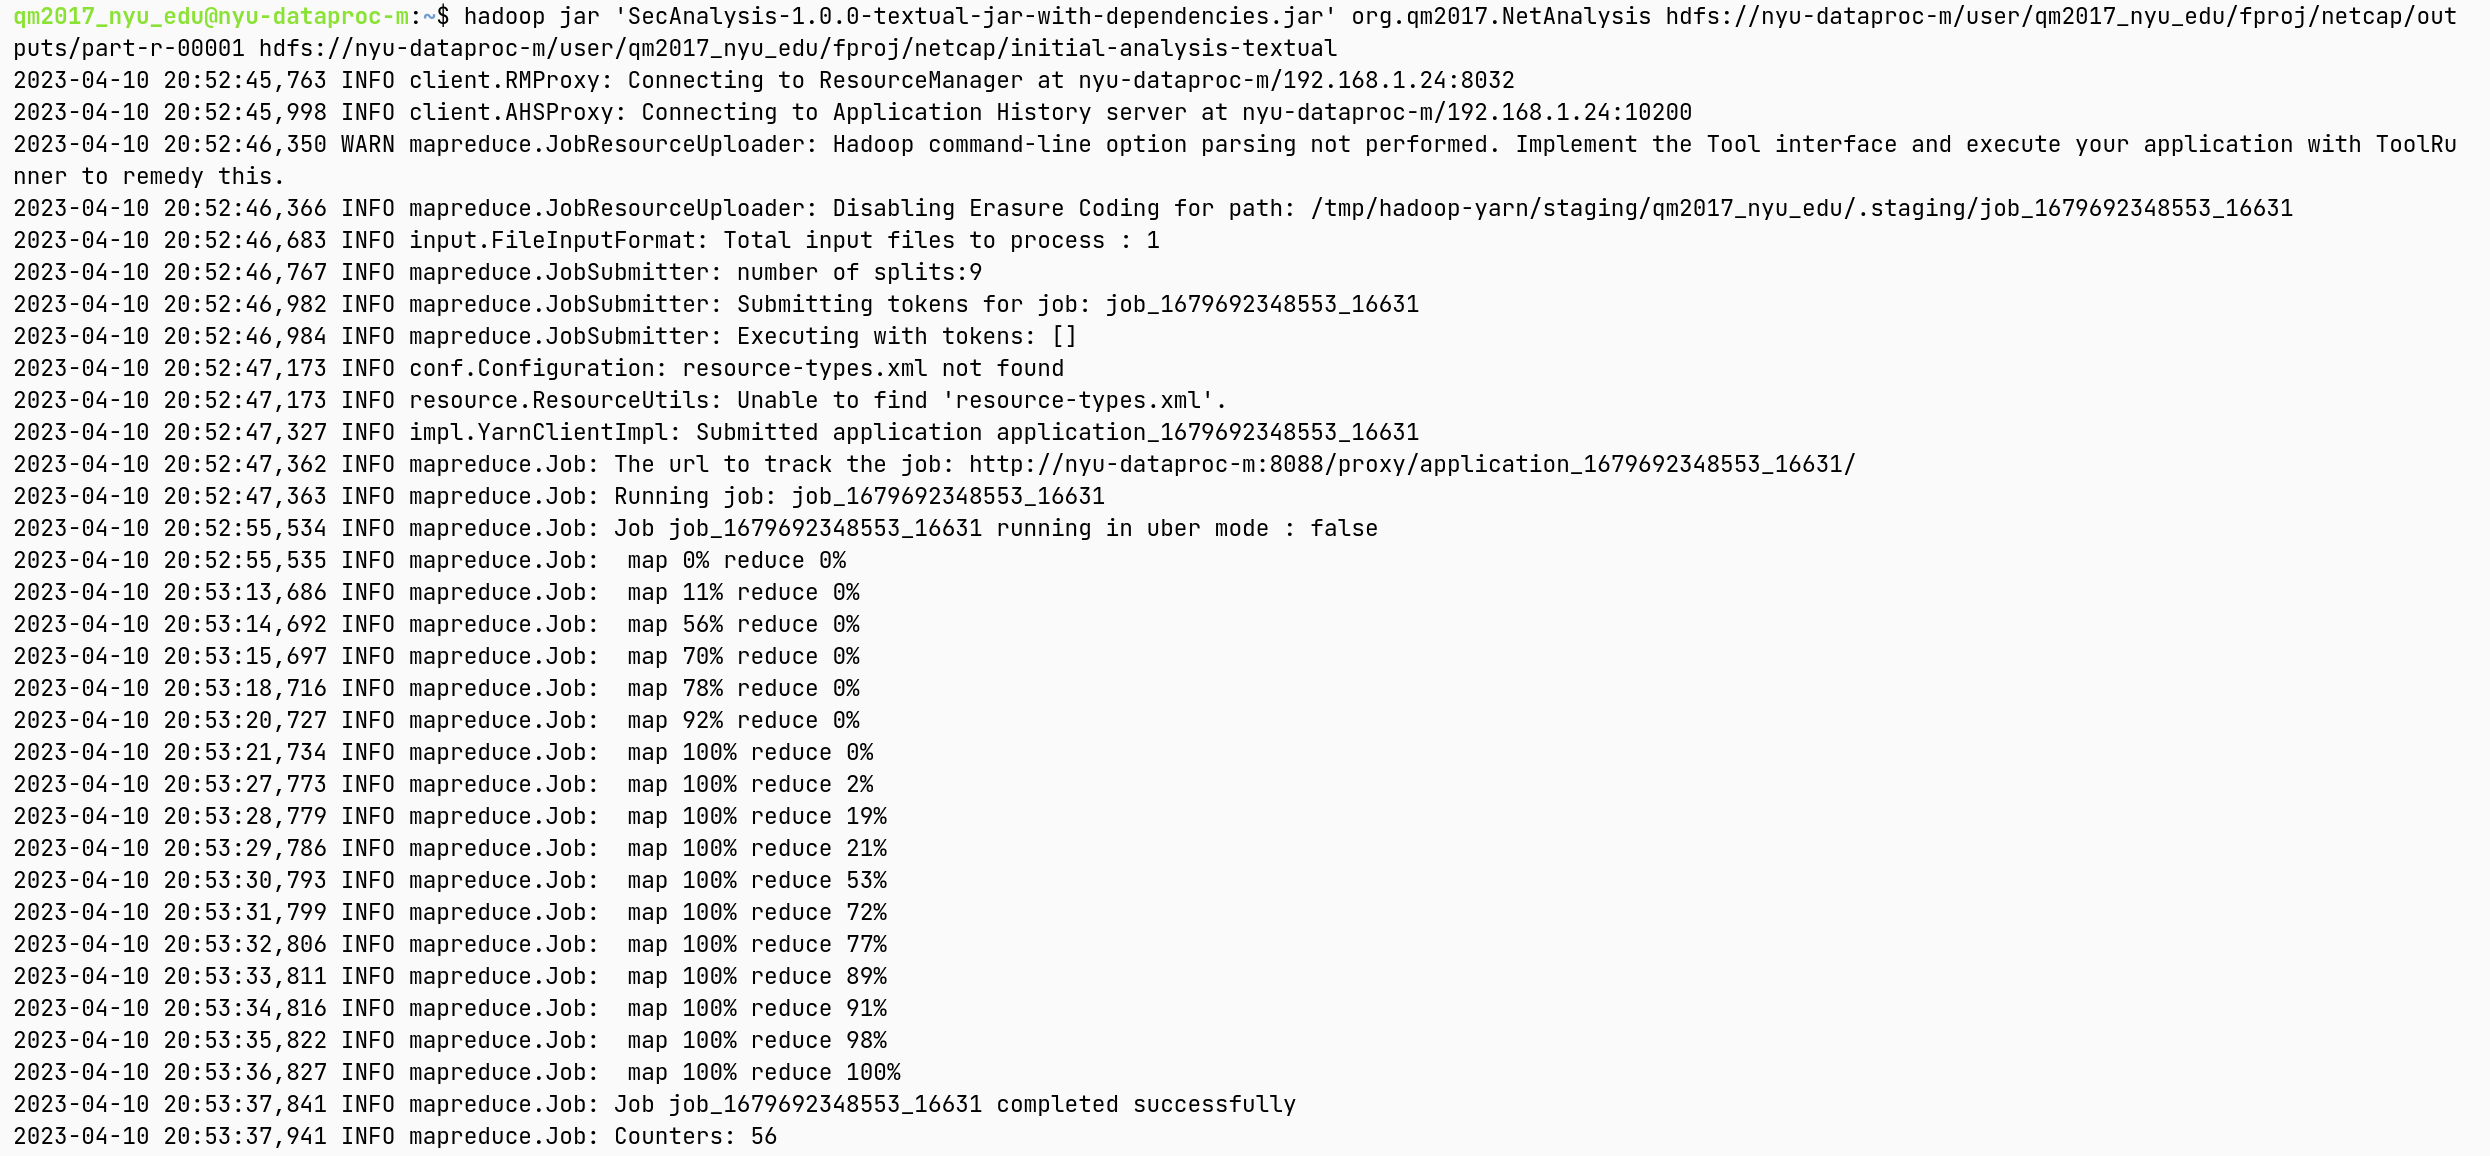 qm2017_nyu_edu@nyu-dataproc-m:~$ hadoop jar 'SecAnalysis-1.0.0-textual-jar-with-dependencies.jar' org.qm2017.NetAnalysis hdfs://nyu-dataproc-m/user/qm2017_nyu_edu/fproj/netcap/out
puts/part-r-00001 hdfs://nyu-dataproc-m/user/qm2017_nyu_edu/fproj/netcap/initial-analysis-textual
2023-04-10 20:52:45,763 INFO client.RMProxy: Connecting to ResourceManager at nyu-dataproc-m/192.168.1.24:8032
2023-04-10 20:52:45,998 INFO client.AHSProxy: Connecting to Application History server at nyu-dataproc-m/192.168.1.24:10200
2023-04-10 20:52:46,350 WARN mapreduce.JobResourceUploader: Hadoop command-line option parsing not performed. Implement the Tool interface and execute your application with ToolRu
nner to remedy this.
2023-04-10 20:52:46,366 INFO mapreduce.JobResourceUploader: Disabling Erasure Coding for path: /tmp/hadoop-yarn/staging/qm2017_nyu_edu/.staging/job_1679692348553_16631
2023-04-10 20:52:46,683 INFO input.FileInputFormat: Total input files to process : 1
2023-04-10 20:52:46,767 INFO mapreduce.JobSubmitter: number of splits:9
2023-04-10 20:52:46,982 INFO mapreduce.JobSubmitter: Submitting tokens for job: job_1679692348553_16631
2023-04-10 20:52:46,984 INFO mapreduce.JobSubmitter: Executing with tokens: []
2023-04-10 20:52:47,173 INFO conf.Configuration: resource-types.xml not found
2023-04-10 20:52:47,173 INFO resource.ResourceUtils: Unable to find 'resource-types.xml'.
2023-04-10 20:52:47,327 INFO impl.YarnClientImpl: Submitted application application_1679692348553_16631
2023-04-10 20:52:47,362 INFO mapreduce.Job: The url to track the job: http://nyu-dataproc-m:8088/proxy/application_1679692348553_16631/
2023-04-10 20:52:47,363 INFO mapreduce.Job: Running job: job_1679692348553_16631
2023-04-10 20:52:55,534 INFO mapreduce.Job: Job job_1679692348553_16631 running in uber mode : false
2023-04-10 20:52:55,535 INFO mapreduce.Job:  map 0% reduce 0%
2023-04-10 20:53:13,686 INFO mapreduce.Job:  map 11% reduce 0%
2023-04-10 20:53:14,692 INFO mapreduce.Job:  map 56% reduce 0%
2023-04-10 20:53:15,697 INFO mapreduce.Job:  map 70% reduce 0%
2023-04-10 20:53:18,716 INFO mapreduce.Job:  map 78% reduce 0%
2023-04-10 20:53:20,727 INFO mapreduce.Job:  map 92% reduce 0%
2023-04-10 20:53:21,734 INFO mapreduce.Job:  map 100% reduce 0%
2023-04-10 20:53:27,773 INFO mapreduce.Job:  map 100% reduce 2%
2023-04-10 20:53:28,779 INFO mapreduce.Job:  map 100% reduce 19%
2023-04-10 20:53:29,786 INFO mapreduce.Job:  map 100% reduce 21%
2023-04-10 20:53:30,793 INFO mapreduce.Job:  map 100% reduce 53%
2023-04-10 20:53:31,799 INFO mapreduce.Job:  map 100% reduce 72%
2023-04-10 20:53:32,806 INFO mapreduce.Job:  map 100% reduce 77%
2023-04-10 20:53:33,811 INFO mapreduce.Job:  map 100% reduce 89%
2023-04-10 20:53:34,816 INFO mapreduce.Job:  map 100% reduce 91%
2023-04-10 20:53:35,822 INFO mapreduce.Job:  map 100% reduce 98%
2023-04-10 20:53:36,827 INFO mapreduce.Job:  map 100% reduce 100%
2023-04-10 20:53:37,841 INFO mapreduce.Job: Job job_1679692348553_16631 completed successfully
2023-04-10 20:53:37,941 INFO mapreduce.Job: Counters: 56